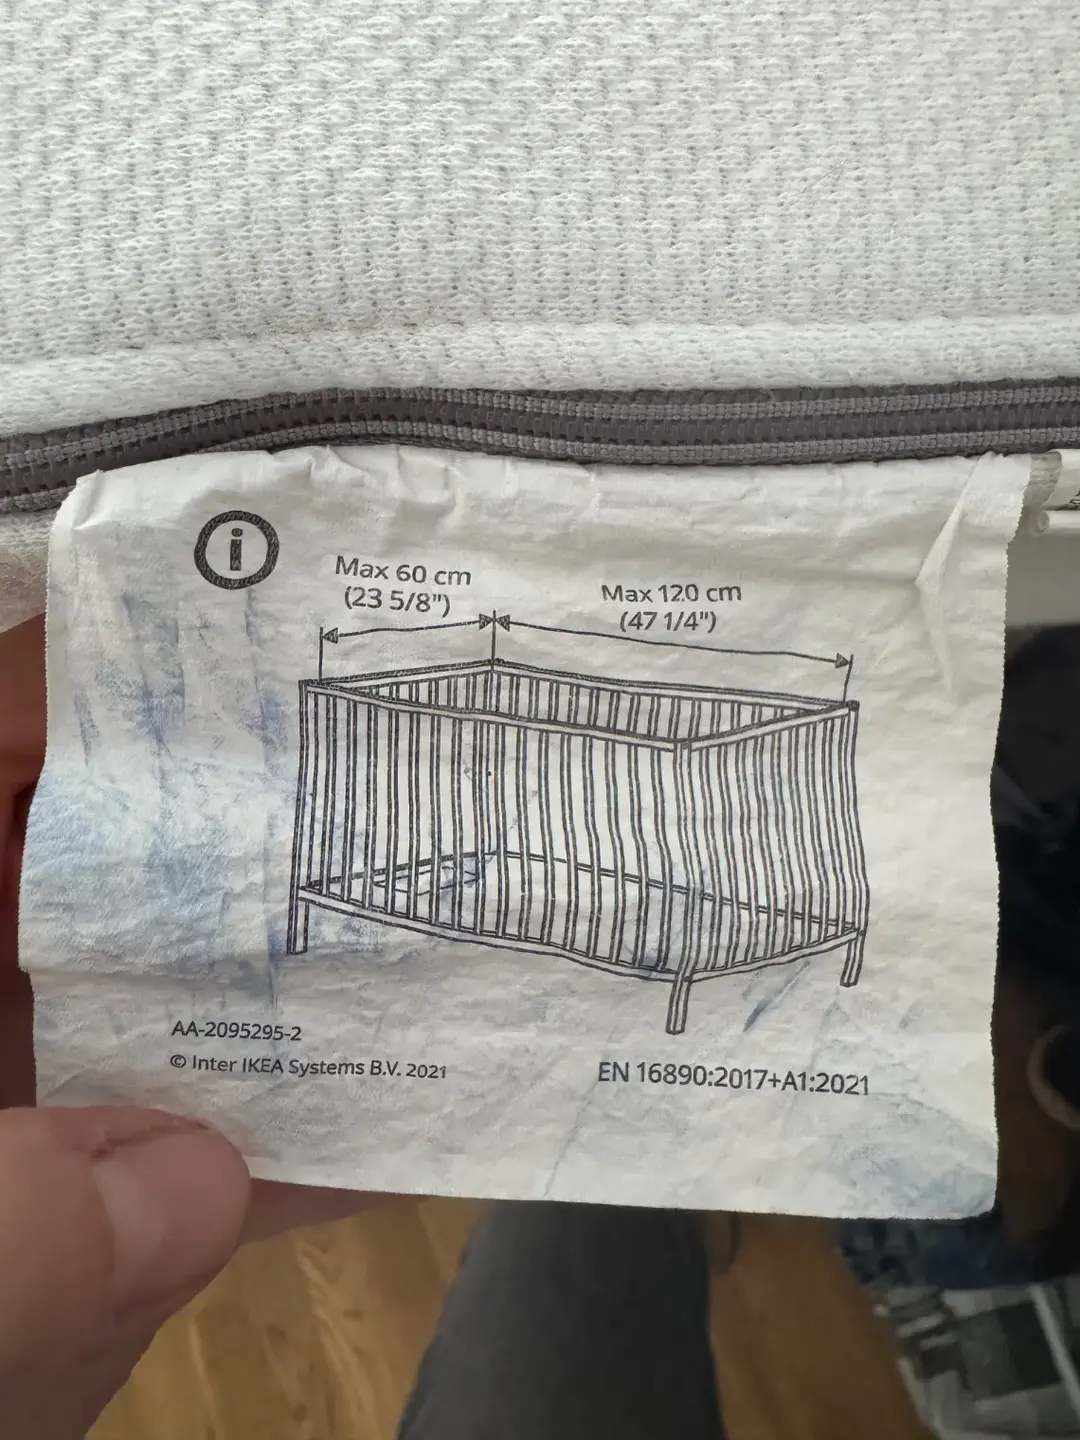 i
Max 60 cm
(23 5/8")
Max 120 cm
(47 1/4")
AA-2095295-2
© Inter IKEA Systems B.V. 2021
EN 16890:2017+A1:2021